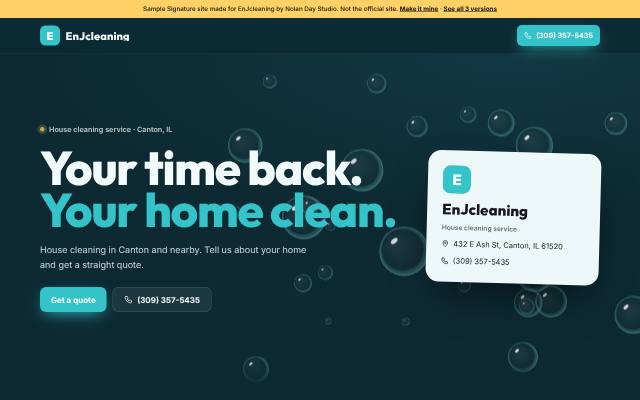 Sample Signature site made for EnJcleaning by Nolan Day Studio. Not the official site. Make it mine · See all 3 versions
E EnJcleaning
(309) 357-5435
House cleaning service · Canton, IL
Your time back.
Your home clean.
House cleaning in Canton and nearby. Tell us about your home
and get a straight quote.
Get a quote
(309) 357-5435
E
EnJcleaning
House cleaning service
432 E Ash St, Canton, IL 61520
(309) 357-5435